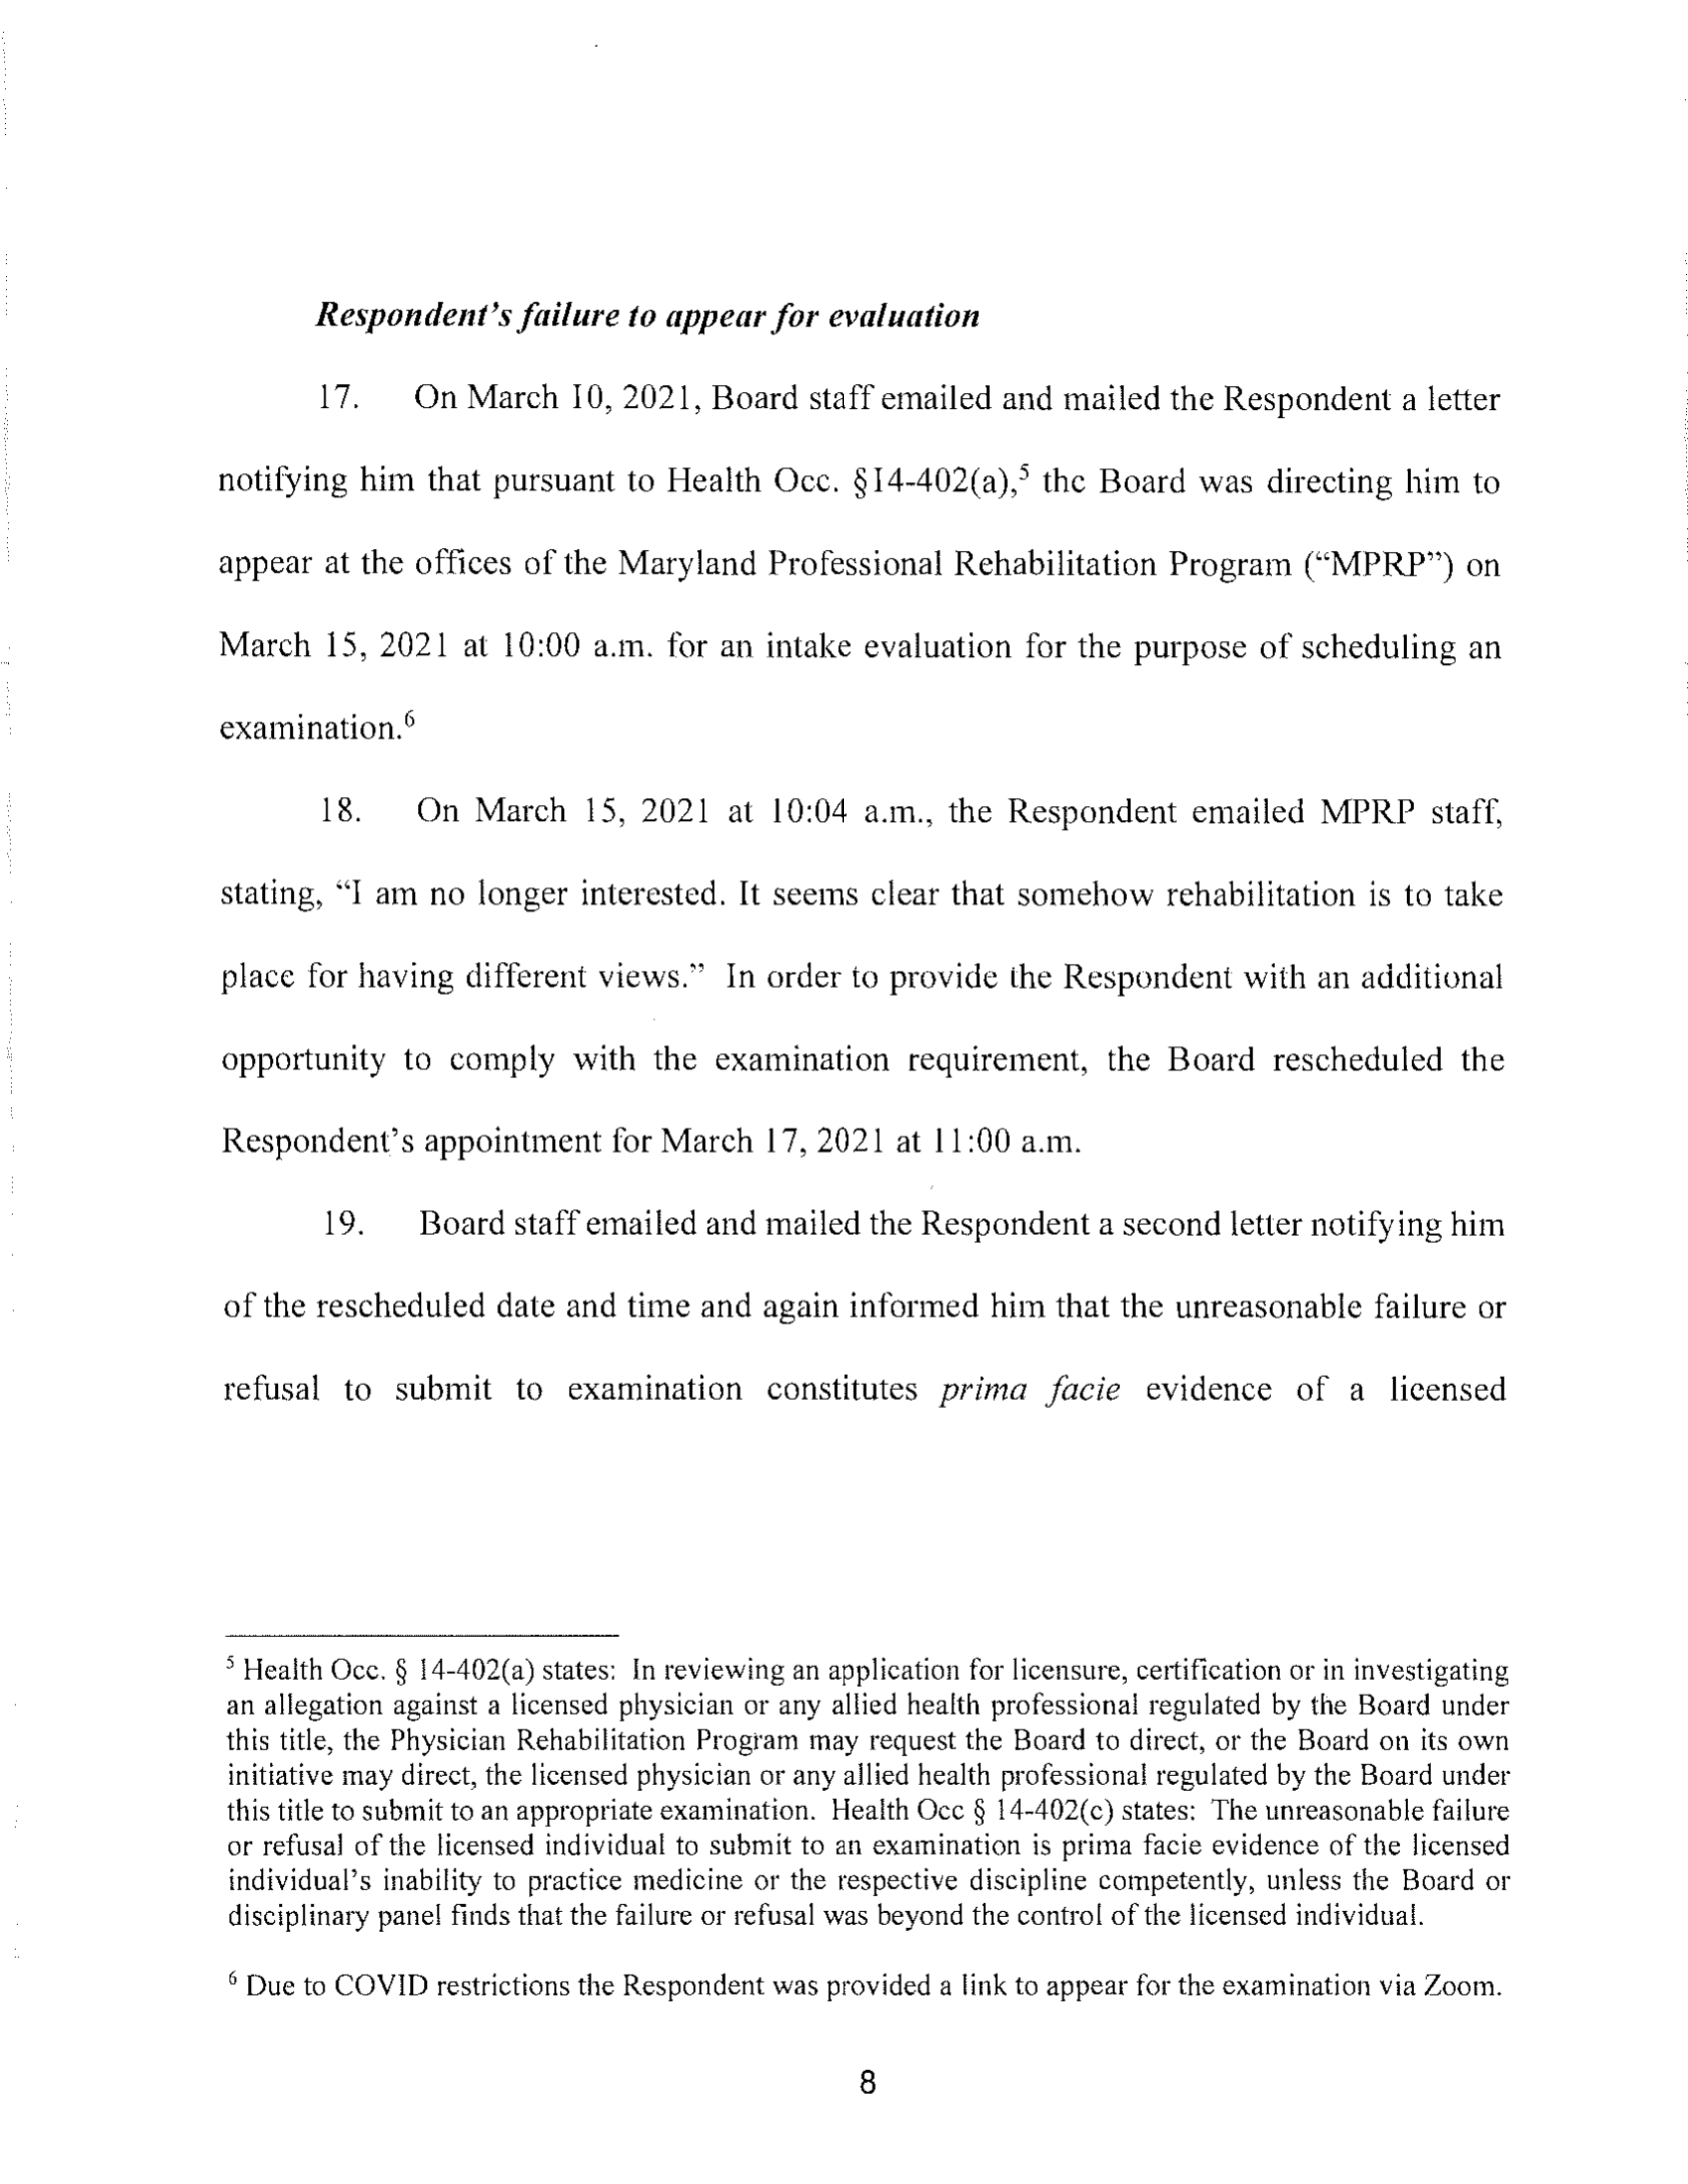 Respondent's failure to appear for evaluation
17. On March 10, 2021, Board staff emailed and mailed the Respondent a letter
notifying him that pursuant to Health Occ. §14-402(a),⁵ the Board was directing him to
appear at the offices of the Maryland Professional Rehabilitation Program (“MPRP”) on
March 15, 2021 at 10:00 a.m. for an intake evaluation for the purpose of scheduling an
examination.⁶
18. On March 15, 2021 at 10:04 a.m., the Respondent emailed MPRP staff,
stating, “I am no longer interested. It seems clear that somehow rehabilitation is to take
place for having different views.” In order to provide the Respondent with an additional
opportunity to comply with the examination requirement, the Board rescheduled the
Respondent's appointment for March 17, 2021 at 11:00 a.m.
19. Board staff emailed and mailed the Respondent a second letter notifying him
of the rescheduled date and time and again informed him that the unreasonable failure or
refusal to submit to examination constitutes prima facie evidence of a licensed
⁵ Health Occ. § 14-402(a) states: In reviewing an application for licensure, certification or in investigating
an allegation against a licensed physician or any allied health professional regulated by the Board under
this title, the Physician Rehabilitation Program may request the Board to direct, or the Board on its own
initiative may direct, the licensed physician or any allied health professional regulated by the Board under
this title to submit to an appropriate examination. Health Occ § 14-402(c) states: The unreasonable failure
or refusal of the licensed individual to submit to an examination is prima facie evidence of the licensed
individual's inability to practice medicine or the respective discipline competently, unless the Board or
disciplinary panel finds that the failure or refusal was beyond the control of the licensed individual.
⁶ Due to COVID restrictions the Respondent was provided a link to appear for the examination via Zoom.
8